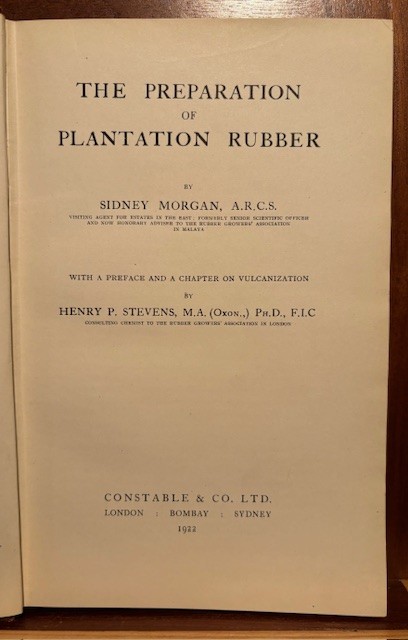 THE PREPARATION
OF
PLANTATION RUBBER
BY
SIDNEY MORGAN, A.R.C.S.
VISITING AGENT FOR ESTATES IN THE EAST; FORMERLY SENIOR SCIENTIFIC OFFICER
AND NOW HONORARY ADVISER TO THE RUBBER GROWERS' ASSOCIATION
IN MALAYA
WITH A PREFACE AND A CHAPTER ON VULCANIZATION
BY
HENRY P. STEVENS, M.A. (Oxon.,) Ph.D., F.I.C
CONSULTING CHEMIST TO THE RUBBER GROWERS' ASSOCIATION IN LONDON
CONSTABLE & CO. LTD.
LONDON : BOMBAY : SYDNEY
1922